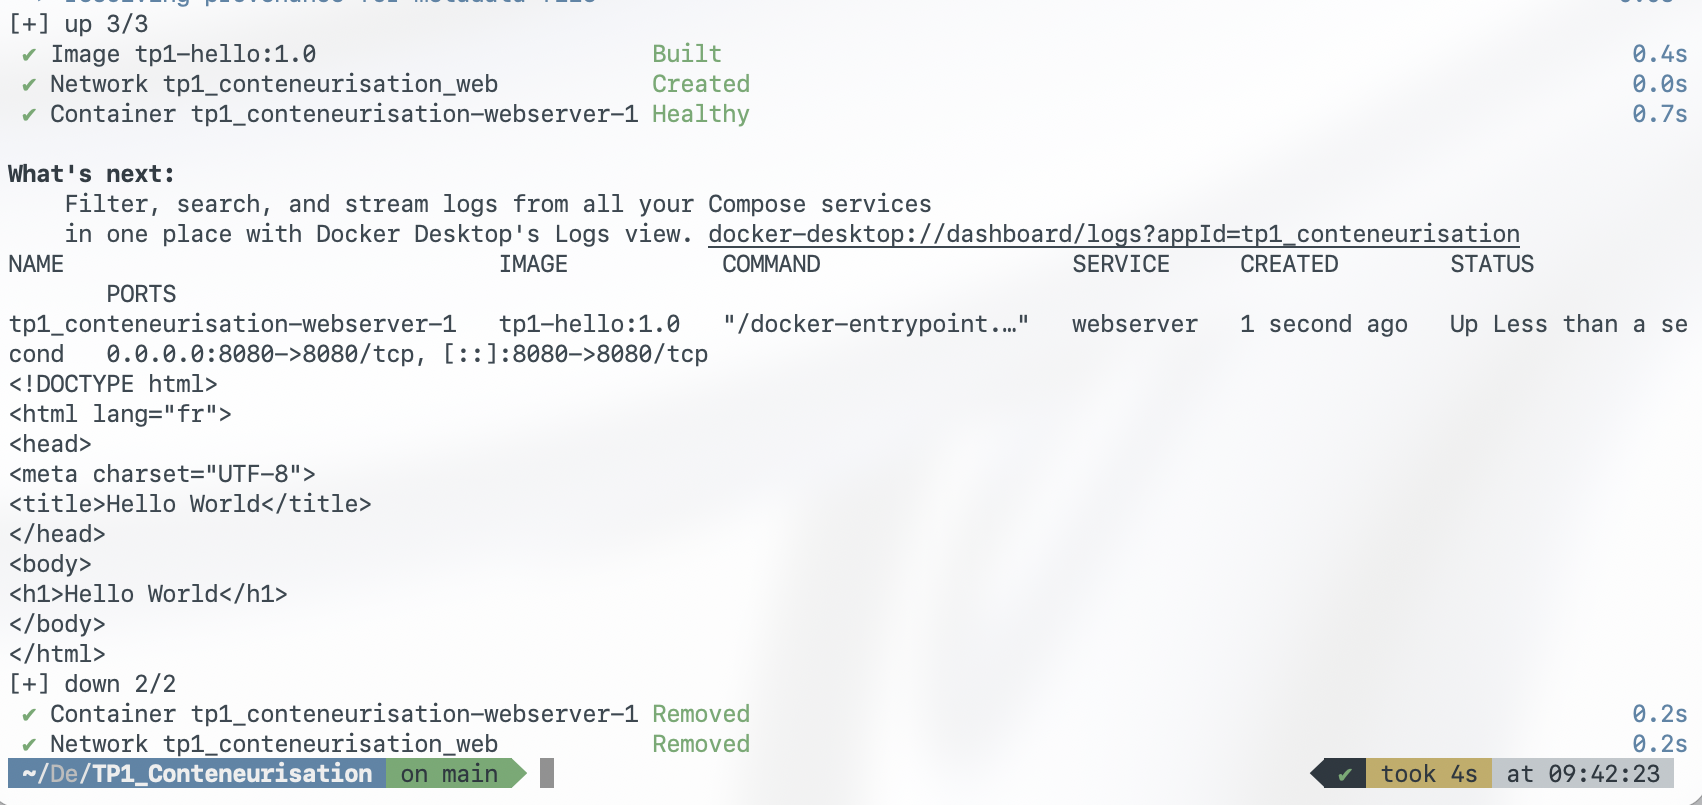 [+] up 3/3
✔ Image tp1-hello:1.0 Built 0.4s
✔ Network tp1_conteneurisation_web Created 0.0s
✔ Container tp1_conteneurisation-webserver-1 Healthy 0.7s
What's next:
Filter, search, and stream logs from all your Compose services
in one place with Docker Desktop's Logs view. docker-desktop://dashboard/logs?appId=tp1_conteneurisation
NAME IMAGE COMMAND SERVICE CREATED STATUS
PORTS
tp1_conteneurisation-webserver-1 tp1-hello:1.0 "/docker-entrypoint.…" webserver 1 second ago Up Less than a se
cond 0.0.0.0:8080->8080/tcp, [::]:8080->8080/tcp
<!DOCTYPE html>
<html lang="fr">
<head>
<meta charset="UTF-8">
<title>Hello World</title>
</head>
<body>
<h1>Hello World</h1>
</body>
</html>
[+] down 2/2
✔ Container tp1_conteneurisation-webserver-1 Removed 0.2s
✔ Network tp1_conteneurisation_web Removed 0.2s
~/De/TP1_Conteneurisation on main ✔ took 4s at 09:42:23